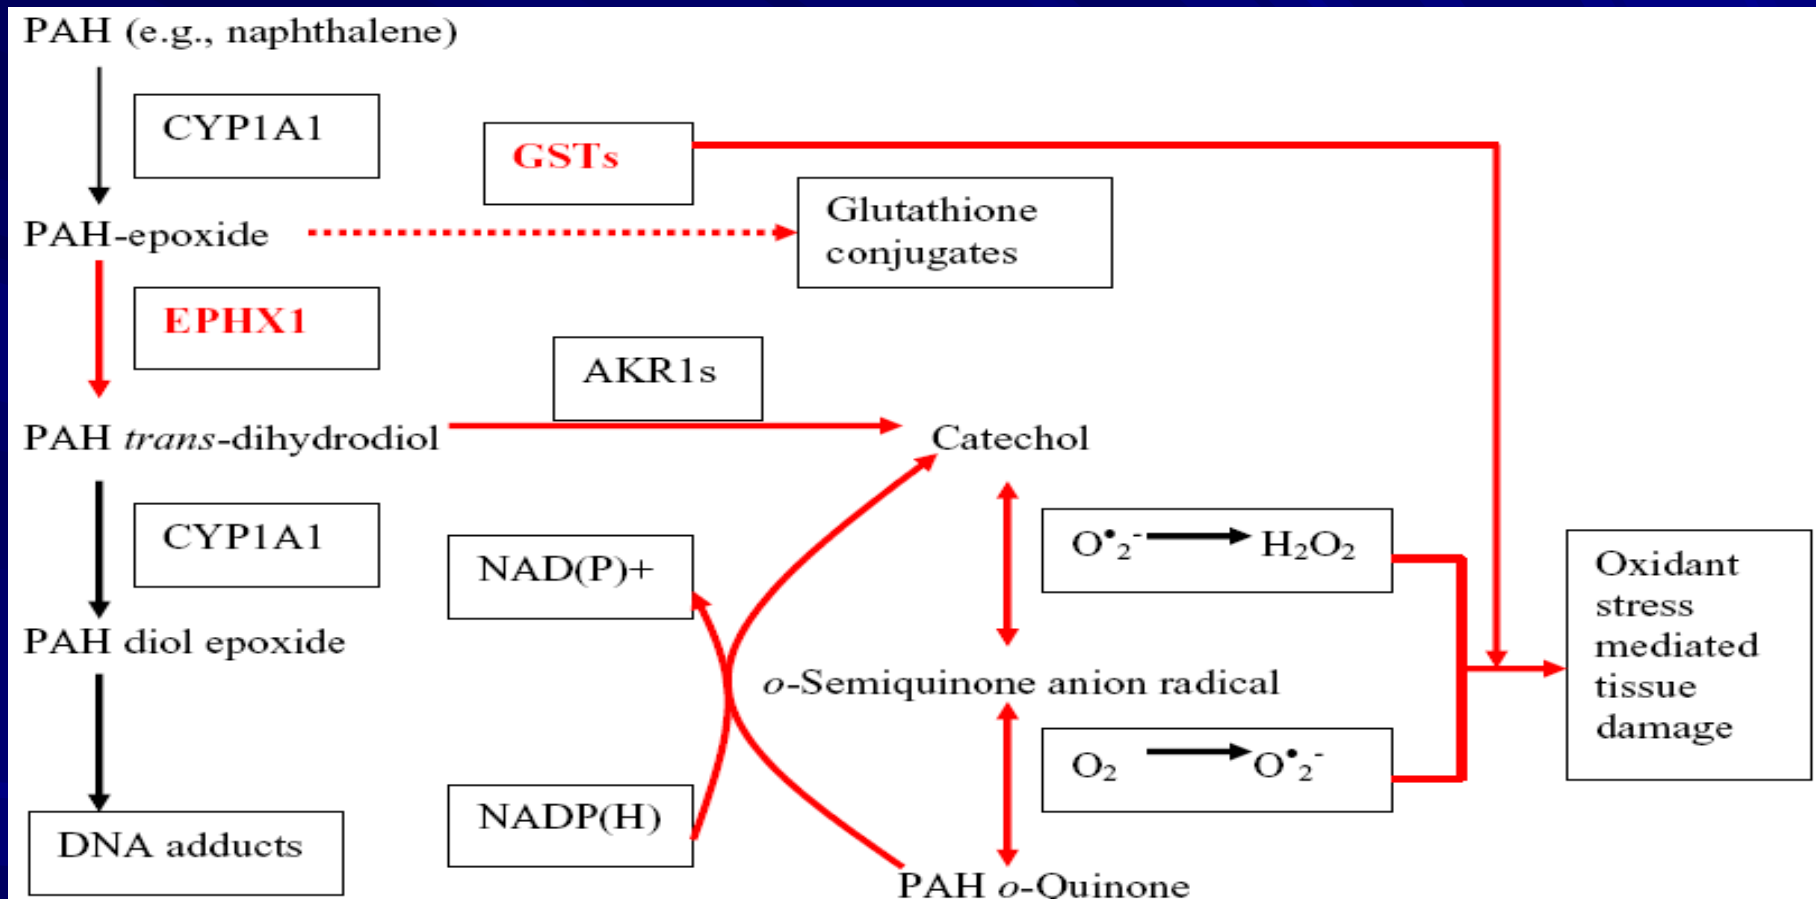 PAH (e.g., naphthalene)
CYP1A1
GSTs
PAH-epoxide
Glutathione
conjugates
EPHX1
AKR1s
PAH trans-dihydrodiol
Catechol
CYP1A1
NAD(P)+
O•₂⁻ H₂O₂
Oxidant
stress
mediated
tissue
damage
PAH diol epoxide
o-Semiquinone anion radical
O₂ O•₂⁻
NADP(H)
DNA adducts
PAH o-Quinone